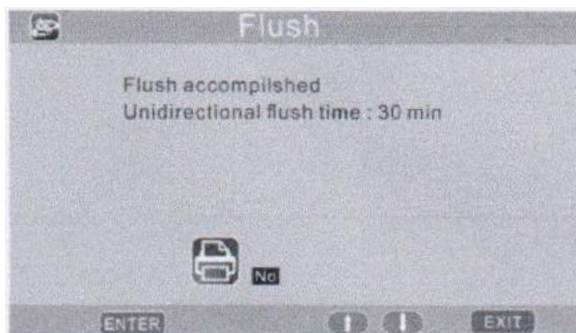 Flush
Flush accompilshed
Unidirectional flush time : 30 min
No
ENTER
EXIT